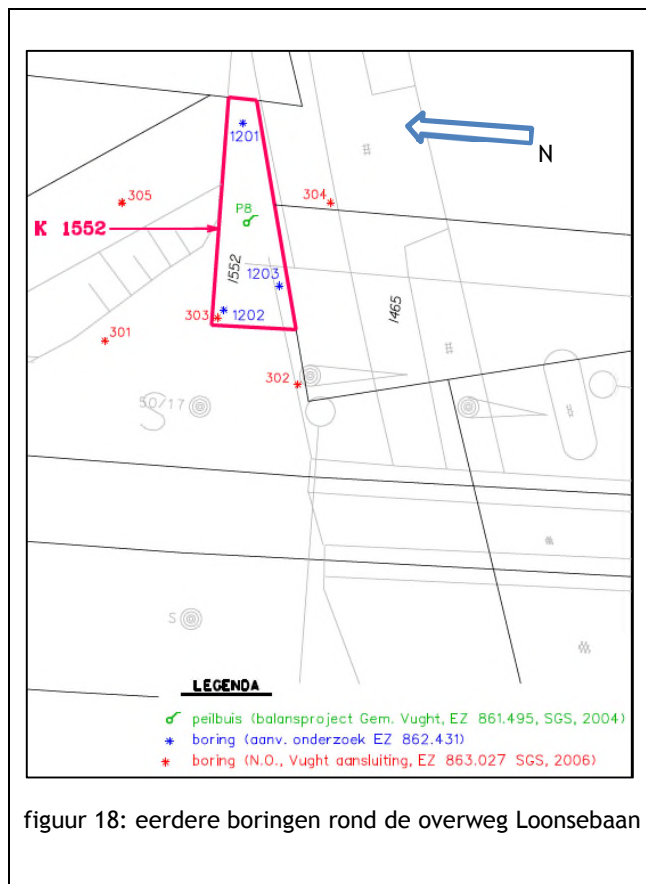 1201
N
305
304
P8
K 1552
1552
1203
1465
303
1202
301
302
50/17
S
S
LEGENDA
peilbuis (balansproject Gem. Vught, EZ 861.495, SGS, 2004)
boring (aanv. onderzoek EZ 862.431)
boring (N.O., Vught aansluiting, EZ 863.027 SGS, 2006)
figuur 18: eerdere boringen rond de overweg Loonsebaan